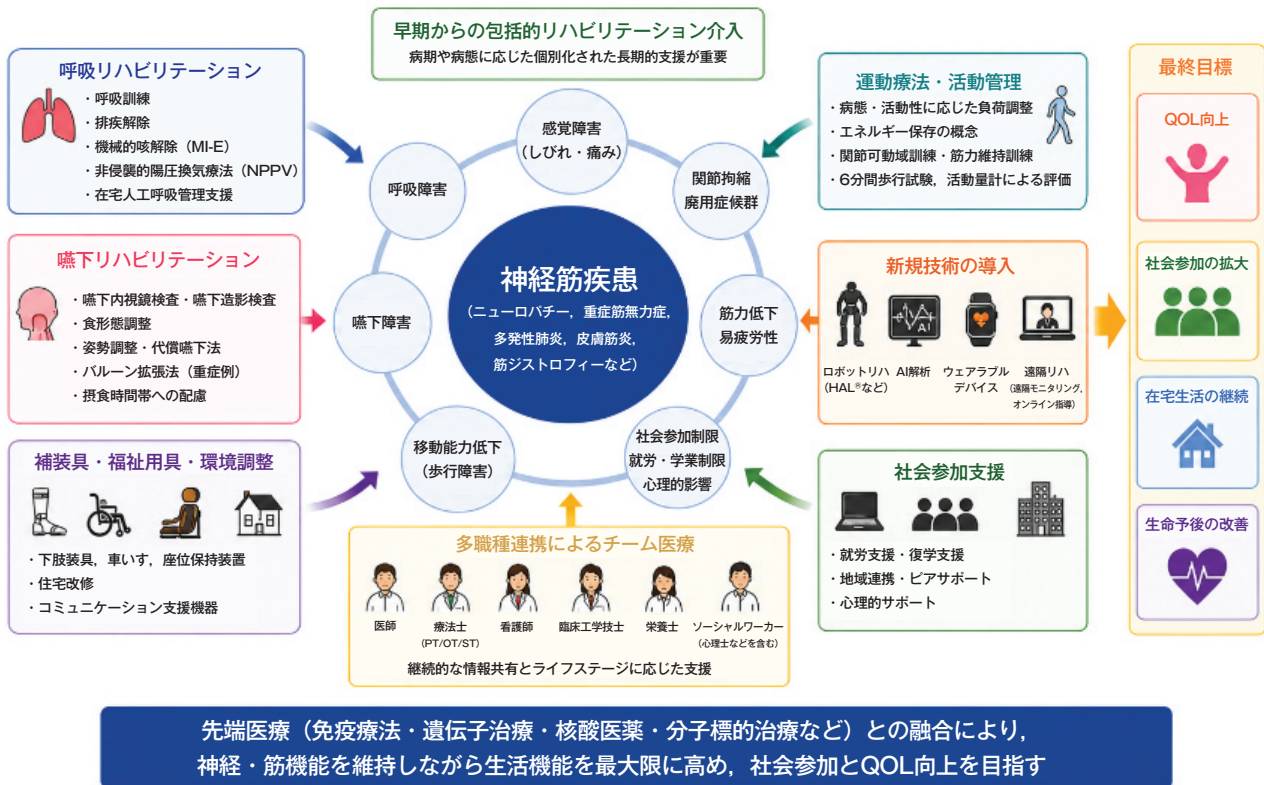 早期からの包括的リハビリテーション介入
病期や病態に応じた個別化された長期的支援が重要
呼吸リハビリテーション
・呼吸訓練
・排痰解除
・機械的咳解除（MI-E）
・非侵襲的陽圧換気療法（NPPV）
・在宅人工呼吸管理支援
嚥下リハビリテーション
・嚥下内視鏡検査・嚥下造影検査
・食形態調整
・姿勢調整・代償嚥下法
・バルーン拡張法（重症例）
・摂食時間帯への配慮
補装具・福祉用具・環境調整
・下肢装具，車いす，座位保持装置
・住宅改修
・コミュニケーション支援機器
感覚障害
（しびれ・痛み）
呼吸障害
関節拘縮
廃用症候群
嚥下障害
筋力低下
易疲労性
移動能力低下
（歩行障害）
社会参加制限
就労・学業制限
心理的影響
神経筋疾患
（ニューロパチー，重症筋無力症，
多発性肺炎，皮膚筋炎，
筋ジストロフィーなど）
多職種連携によるチーム医療
医師
療法士
（PT/OT/ST）
看護師
臨床工学技士
栄養士
ソーシャルワーカー
（心理士などを含む）
継続的な情報共有とライフステージに応じた支援
運動療法・活動管理
・病態・活動性に応じた負荷調整
・エネルギー保存の概念
・関節可動域訓練・筋力維持訓練
・6分間歩行試験，活動量計による評価
新規技術の導入
AI
ロボットリハ
（HAL®など）
AI解析
ウェアラブル
デバイス
遠隔リハ
（遠隔モニタリング，
オンライン指導）
社会参加支援
・就労支援・復学支援
・地域連携・ピアサポート
・心理的サポート
最終目標
QOL向上
社会参加の拡大
在宅生活の継続
生命予後の改善
先端医療（免疫療法・遺伝子治療・核酸医薬・分子標的治療など）との融合により，
神経・筋機能を維持しながら生活機能を最大限に高め，社会参加とQOL向上を目指す